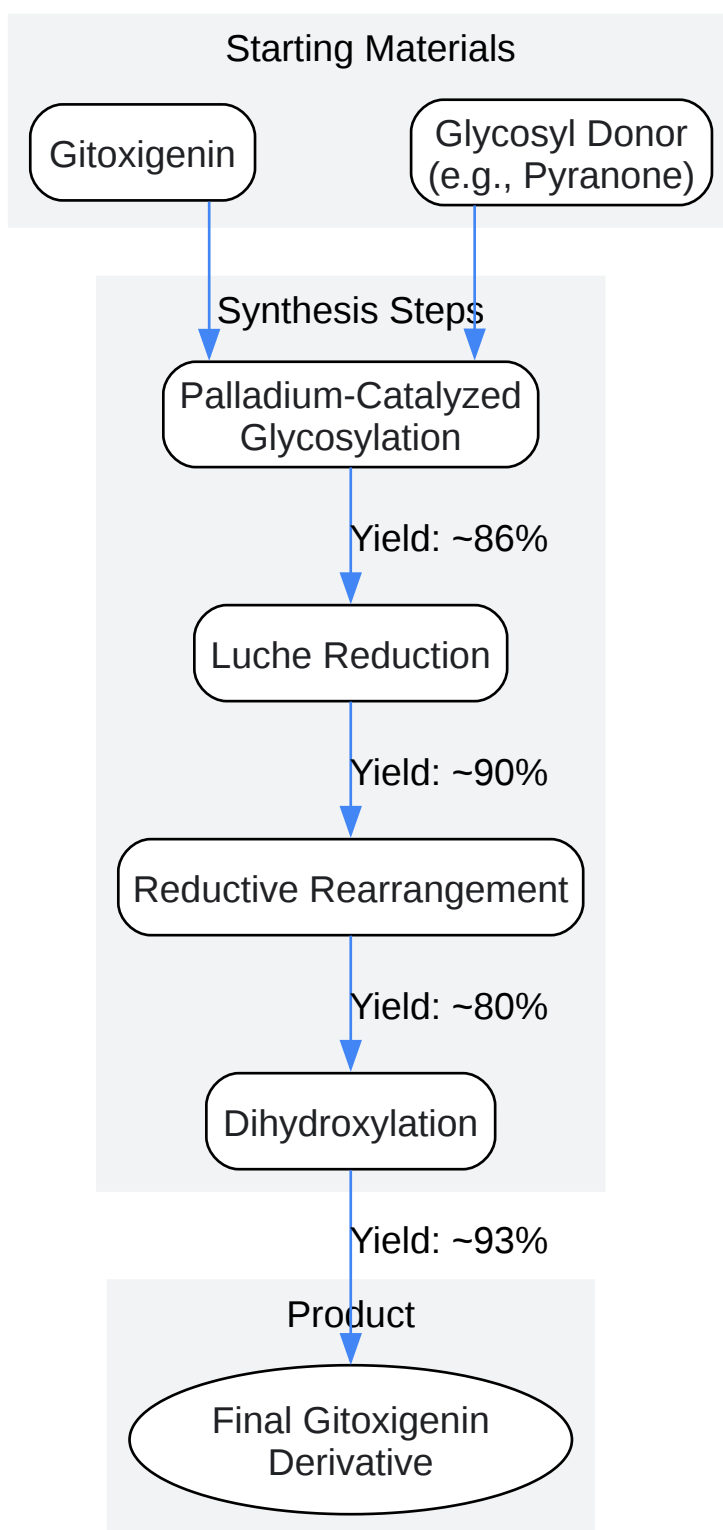 Starting Materials
Gitoxigenin
Glycosyl Donor
(e.g., Pyranone)
Synthesis Steps
Palladium-Catalyzed
Glycosylation
Yield: ~86%
Luche Reduction
Yield: ~90%
Reductive Rearrangement
Yield: ~80%
Dihydroxylation
Yield: ~93%
Product
Final Gitoxigenin
Derivative